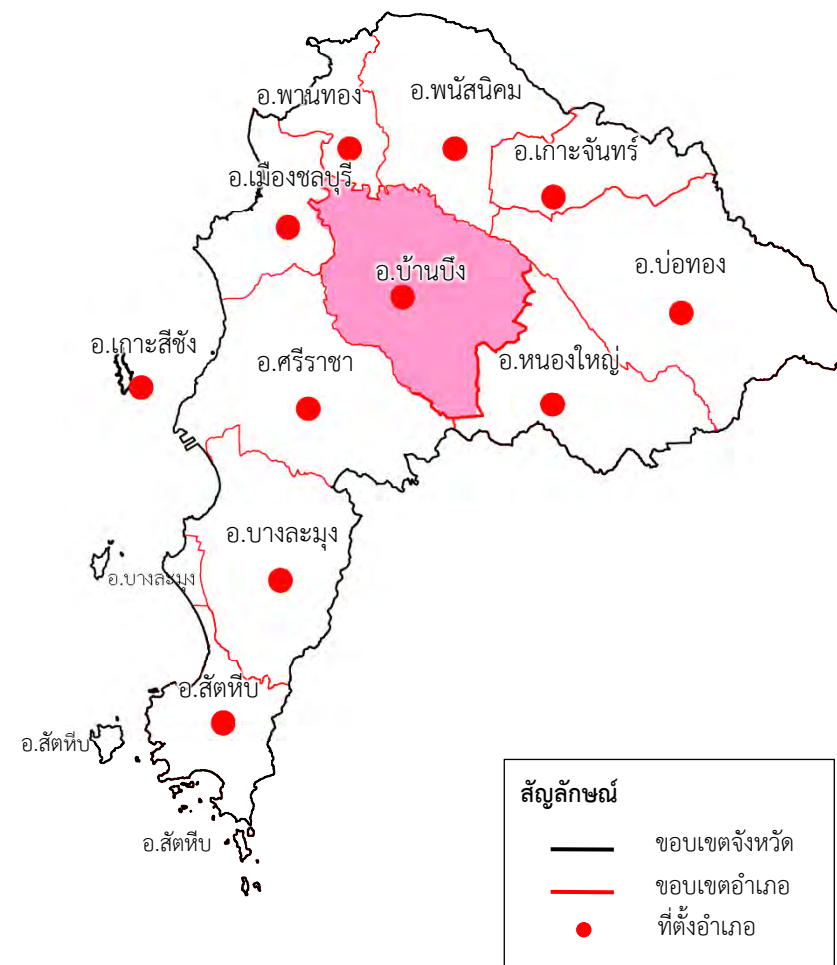 อ.พานทอง
อ.พนัสนิคม
อ.เกาะจันทร์
อ.เมืองชลบุรี
อ.บ้านบึง
อ.บ่อทอง
อ.เกาะสีชัง
อ.ศรีราชา
อ.หนองใหญ่
อ.บางละมุง
อ.บางละมุง
อ.สัตหีบ
อ.สัตหีบ
อ.สัตหีบ
สัญลักษณ์
ขอบเขตจังหวัด
ขอบเขตอำเภอ
ที่ตั้งอำเภอ